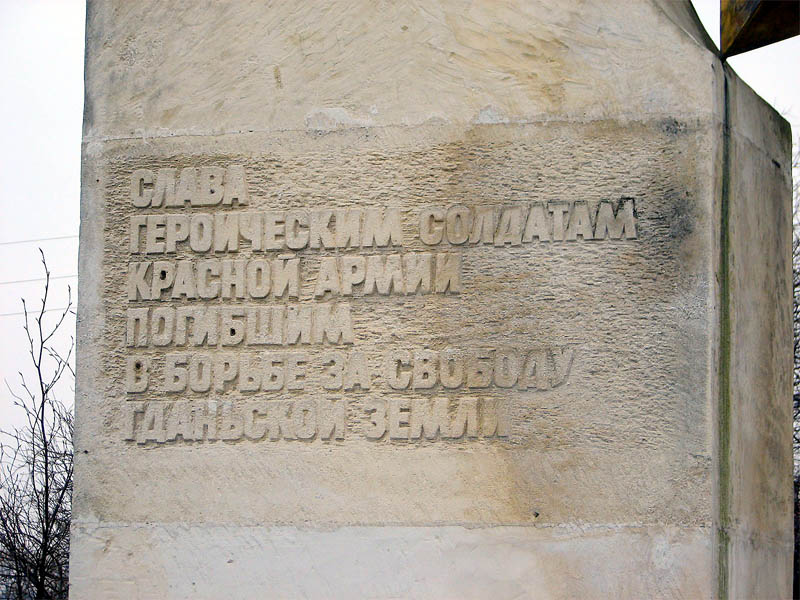 СЛАВА
ГЕРОИЧЕСКИМ СОЛДАТАМ
КРАСНОЙ АРМИИ
ПОГИБШИМ
В БОРЬБЕ ЗА СВОБОДУ
ГДАНЬСКОЙ ЗЕМЛИ